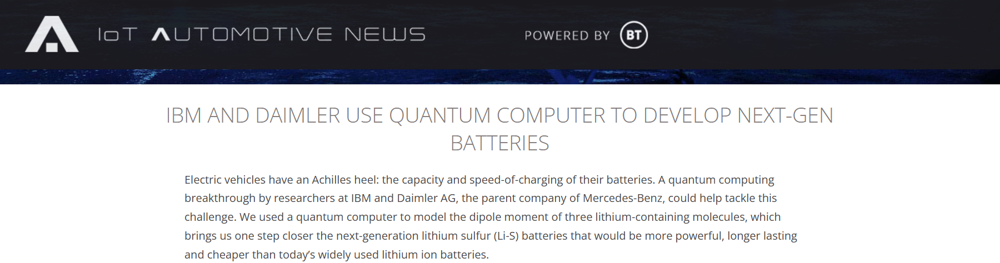 IoT AUTOMOTIVE NEWS
POWERED BY BT
IBM AND DAIMLER USE QUANTUM COMPUTER TO DEVELOP NEXT-GEN
BATTERIES
Electric vehicles have an Achilles heel: the capacity and speed-of-charging of their batteries. A quantum computing
breakthrough by researchers at IBM and Daimler AG, the parent company of Mercedes-Benz, could help tackle this
challenge. We used a quantum computer to model the dipole moment of three lithium-containing molecules, which
brings us one step closer the next-generation lithium sulfur (Li-S) batteries that would be more powerful, longer lasting
and cheaper than today’s widely used lithium ion batteries.